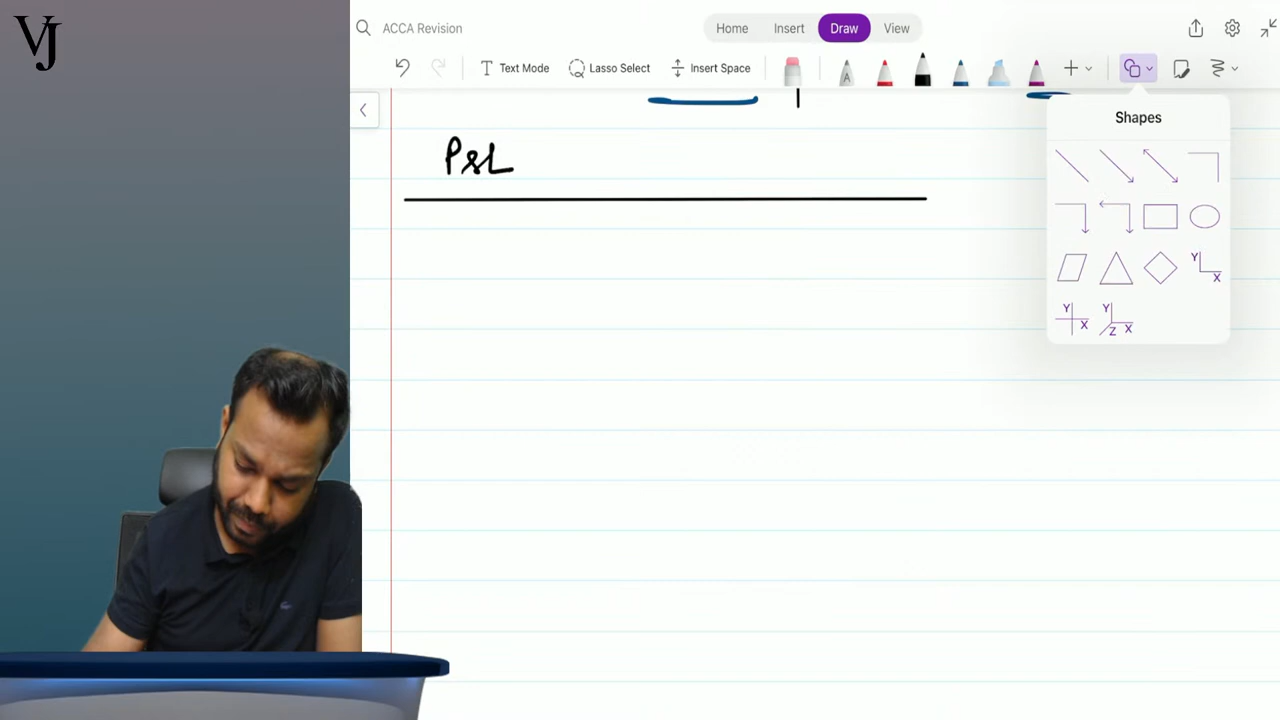 VJ
ACCA Revision
Home Insert Draw View
Text Mode Lasso Select Insert Space
A
Shapes
P&L
Y X
Y X
Y Z X